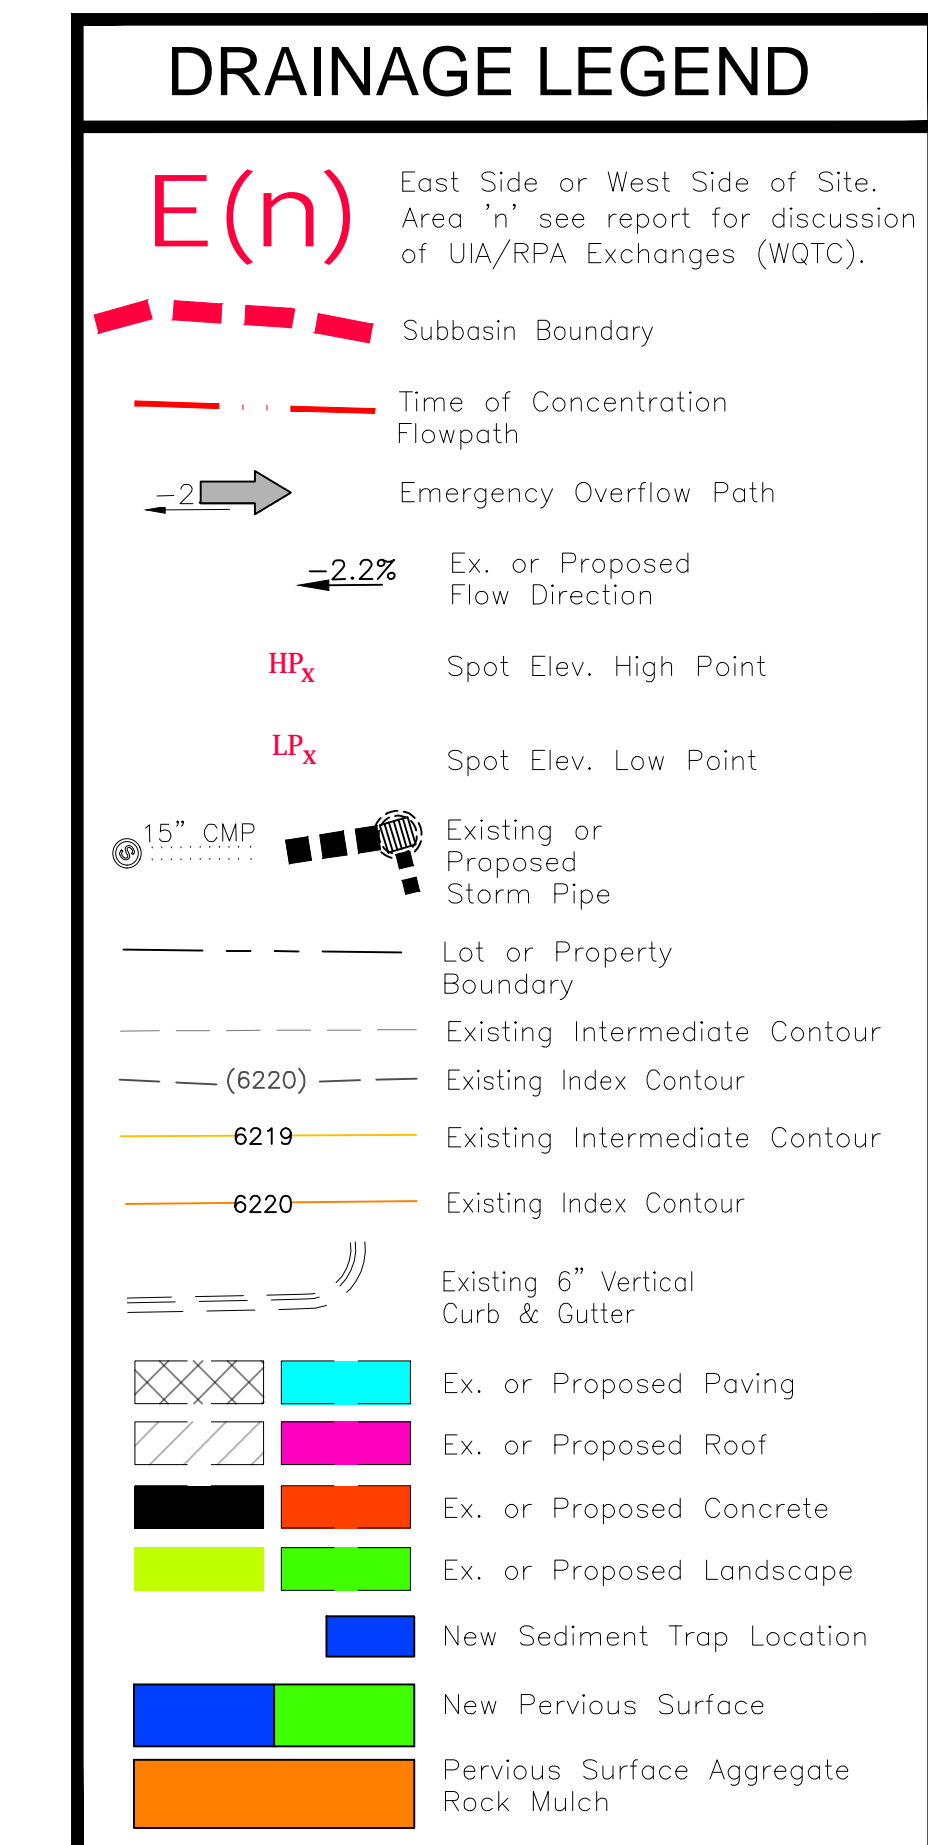 DRAINAGE LEGEND
E(n)
East Side or West Side of Site.
Area 'n' see report for discussion
of UIA/RPA Exchanges (WQTC).
Subbasin Boundary
Time of Concentration
Flowpath
-2
Emergency Overflow Path
-2.2%
Ex. or Proposed
Flow Direction
HPx
Spot Elev. High Point
LPx
Spot Elev. Low Point
S
15" CMP
Existing or
Proposed
Storm Pipe
Lot or Property
Boundary
Existing Intermediate Contour
(6220)
Existing Index Contour
6219
Existing Intermediate Contour
6220
Existing Index Contour
Existing 6" Vertical
Curb & Gutter
Ex. or Proposed Paving
Ex. or Proposed Roof
Ex. or Proposed Concrete
Ex. or Proposed Landscape
New Sediment Trap Location
New Pervious Surface
Pervious Surface Aggregate
Rock Mulch